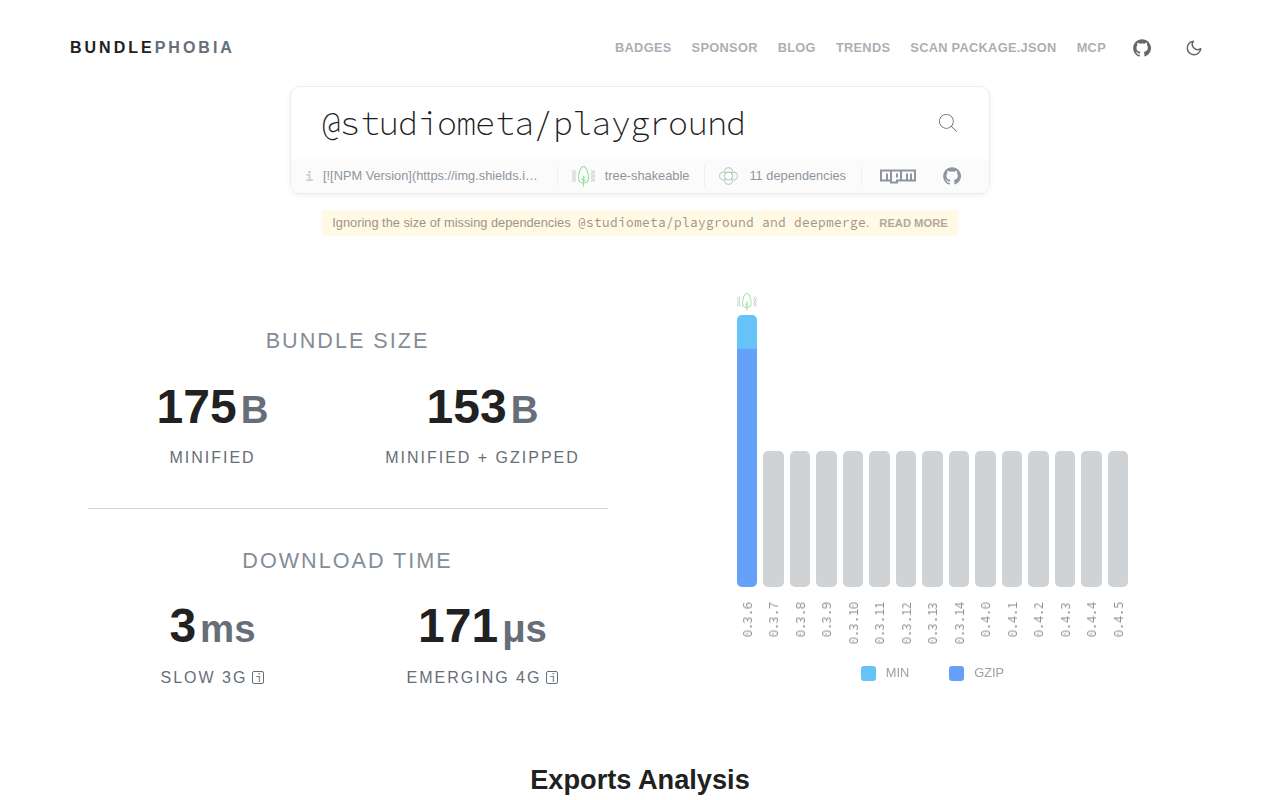 BUNDLEPHOBIA
BADGES SPONSOR BLOG TRENDS SCAN PACKAGE.JSON MCP
@studiometa/playground
[![NPM Version](https://img.shields.i… tree-shakeable 11 dependencies npm
Ignoring the size of missing dependencies @studiometa/playground and deepmerge. READ MORE
BUNDLE SIZE
175 B 153 B
MINIFIED MINIFIED + GZIPPED
DOWNLOAD TIME
3 ms 171 μs
SLOW 3G EMERGING 4G
0.3.6 0.3.7 0.3.8 0.3.9 0.3.10 0.3.11 0.3.12 0.3.13 0.3.14 0.4.0 0.4.1 0.4.2 0.4.3 0.4.4 0.4.5
MIN GZIP
Exports Analysis